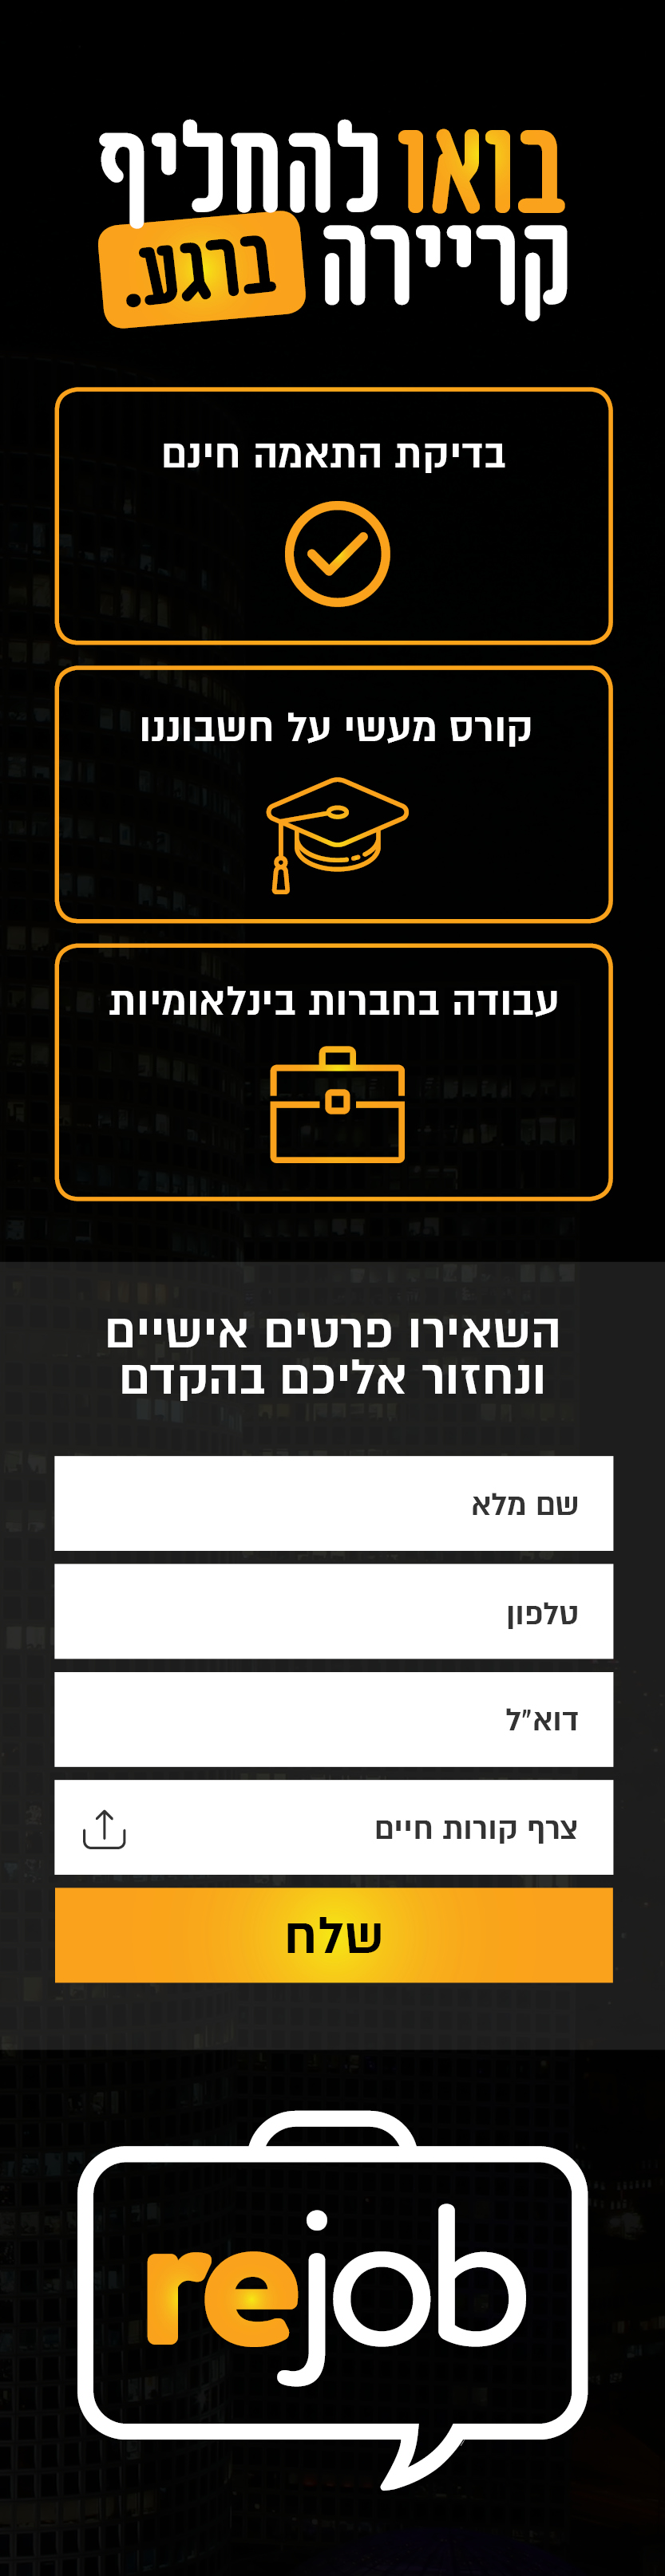 בואו להחליף
קריירה ברגע.
בדיקת התאמה חינם
קורס מעשי על חשבוננו
עבודה בחברות בינלאומיות
השאירו פרטים אישיים
ונחזור אליכם בהקדם
שם מלא
טלפון
דוא"ל
צרף קורות חיים
שלח
rejob